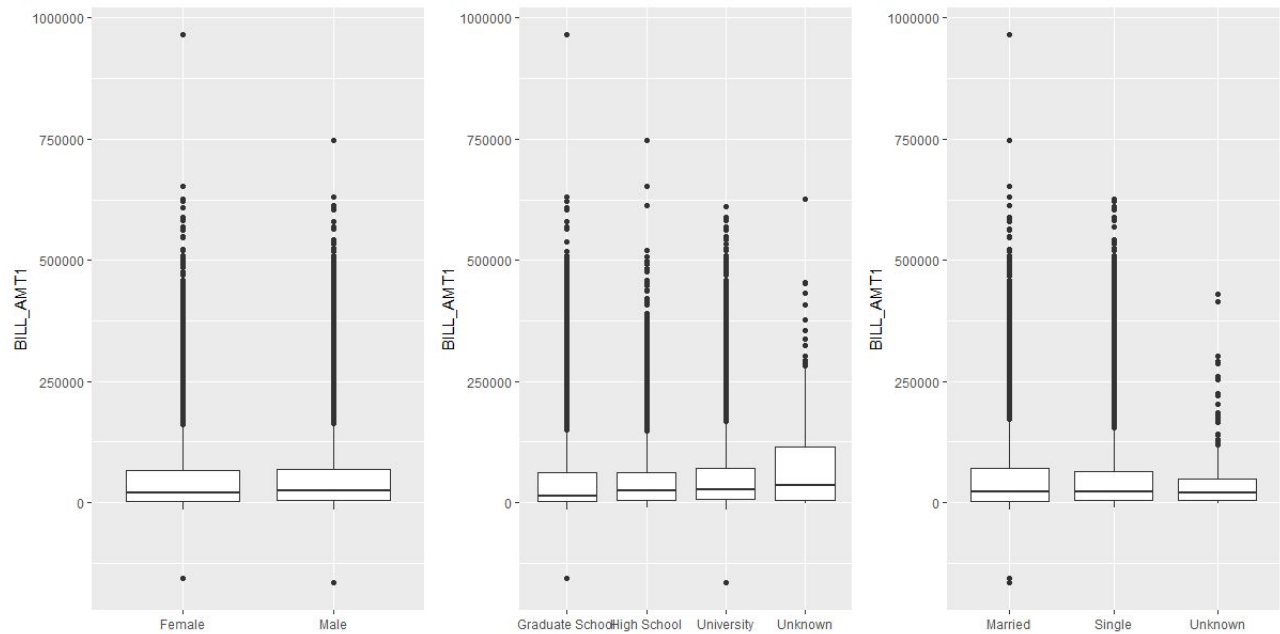 BILL_AMT1
1000000
750000
500000
250000
0
Female Male
BILL_AMT1
1000000
750000
500000
250000
0
Graduate School High School University Unknown
BILL_AMT1
1000000
750000
500000
250000
0
Married Single Unknown